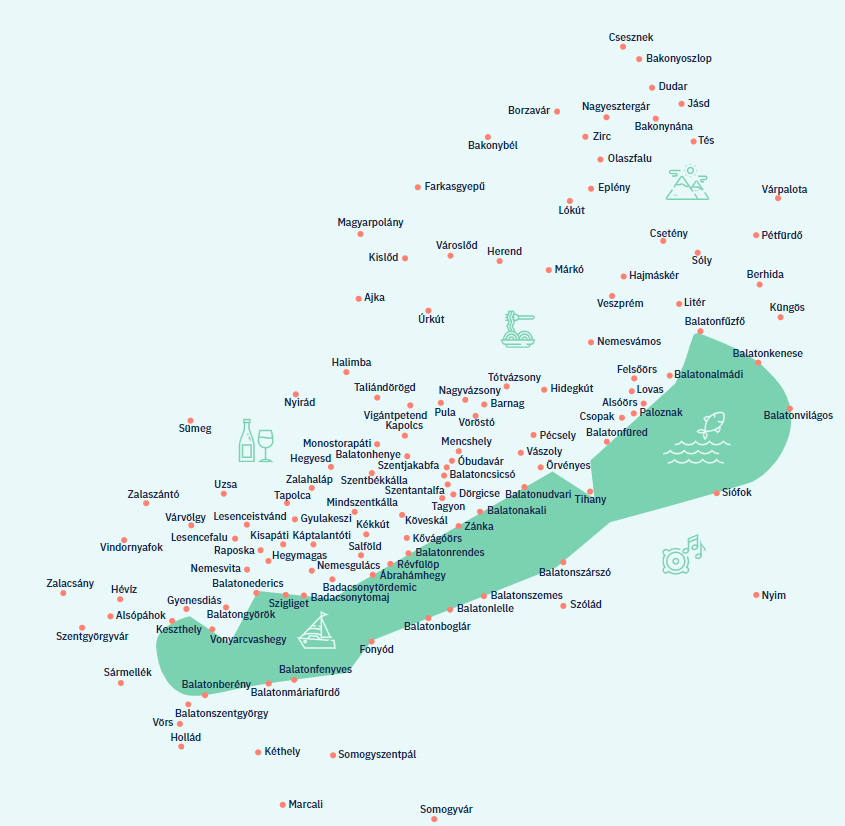 Csesznek
Bakonyoszlop
Dudar
Jásd
Nagyesztergár
Borzavár
Bakonynána
Zirc
Tés
Bakonybél
Olaszfalu
Farkasgyepű
Eplény
Várpalota
Lókút
Magyarpolány
Csetény
Pétfürdő
Városlőd
Herend
Kislőd
Sóly
Márkó
Hajmáskér
Berhida
Ajka
Veszprém
Litér
Küngös
Úrkút
Balatonfűzfő
Nemesvámos
Balatonkenese
Halimba
Felsőörs
Balatonalmádi
Tótvázsony
Taliándörögd
Nagyvázsony
Hidegkút
Lovas
Nyirád
Barnag
Alsóörs
Vigántpetend
Pula
Csopak
Paloznak
Balatonvilágos
Vöröstó
Kapolcs
Sümeg
Pécsely
Balatonfüred
Monostorapáti
Mencshely
Balatonhenye
Vászoly
Hegyesd
Szentjakabfa
Óbudavár
Örvényes
Zalahaláp
Szentbékkálla
Balatoncsicsó
Uzsa
Szentantalfa
Zalaszántó
Tapolca
Dörgicse
Balatonudvari
Siófok
Mindszentkálla
Tagyon
Tihany
Balatonakali
Várvölgy
Lesenceistvánd
Gyulakeszi
Köveskál
Kékkút
Zánka
Lesencefalu
Kisapáti
Káptalantóti
Kővágóörs
Vindornyafok
Raposka
Salföld
Balatonrendes
Hegymagas
Nemesvita
Nemesgulács
Révfülöp
Balatonszárszó
Ábrahámhegy
Zalacsány
Hévíz
Balatonederics
Badacsonytördemic
Badacsonytomaj
Balatonszemes
Nyim
Gyenesdiás
Szigliget
Balatonlelle
Szólád
Alsópáhok
Balatongyörök
Keszthely
Balatonboglár
Szentgyörgyvár
Vonyarcvashegy
Fonyód
Sármellék
Balatonfenyves
Balatonberény
Balatonmáriafürdő
Balatonszentgyörgy
Vörs
Hollád
Kéthely
Somogyszentpál
Marcali
Somogyvár